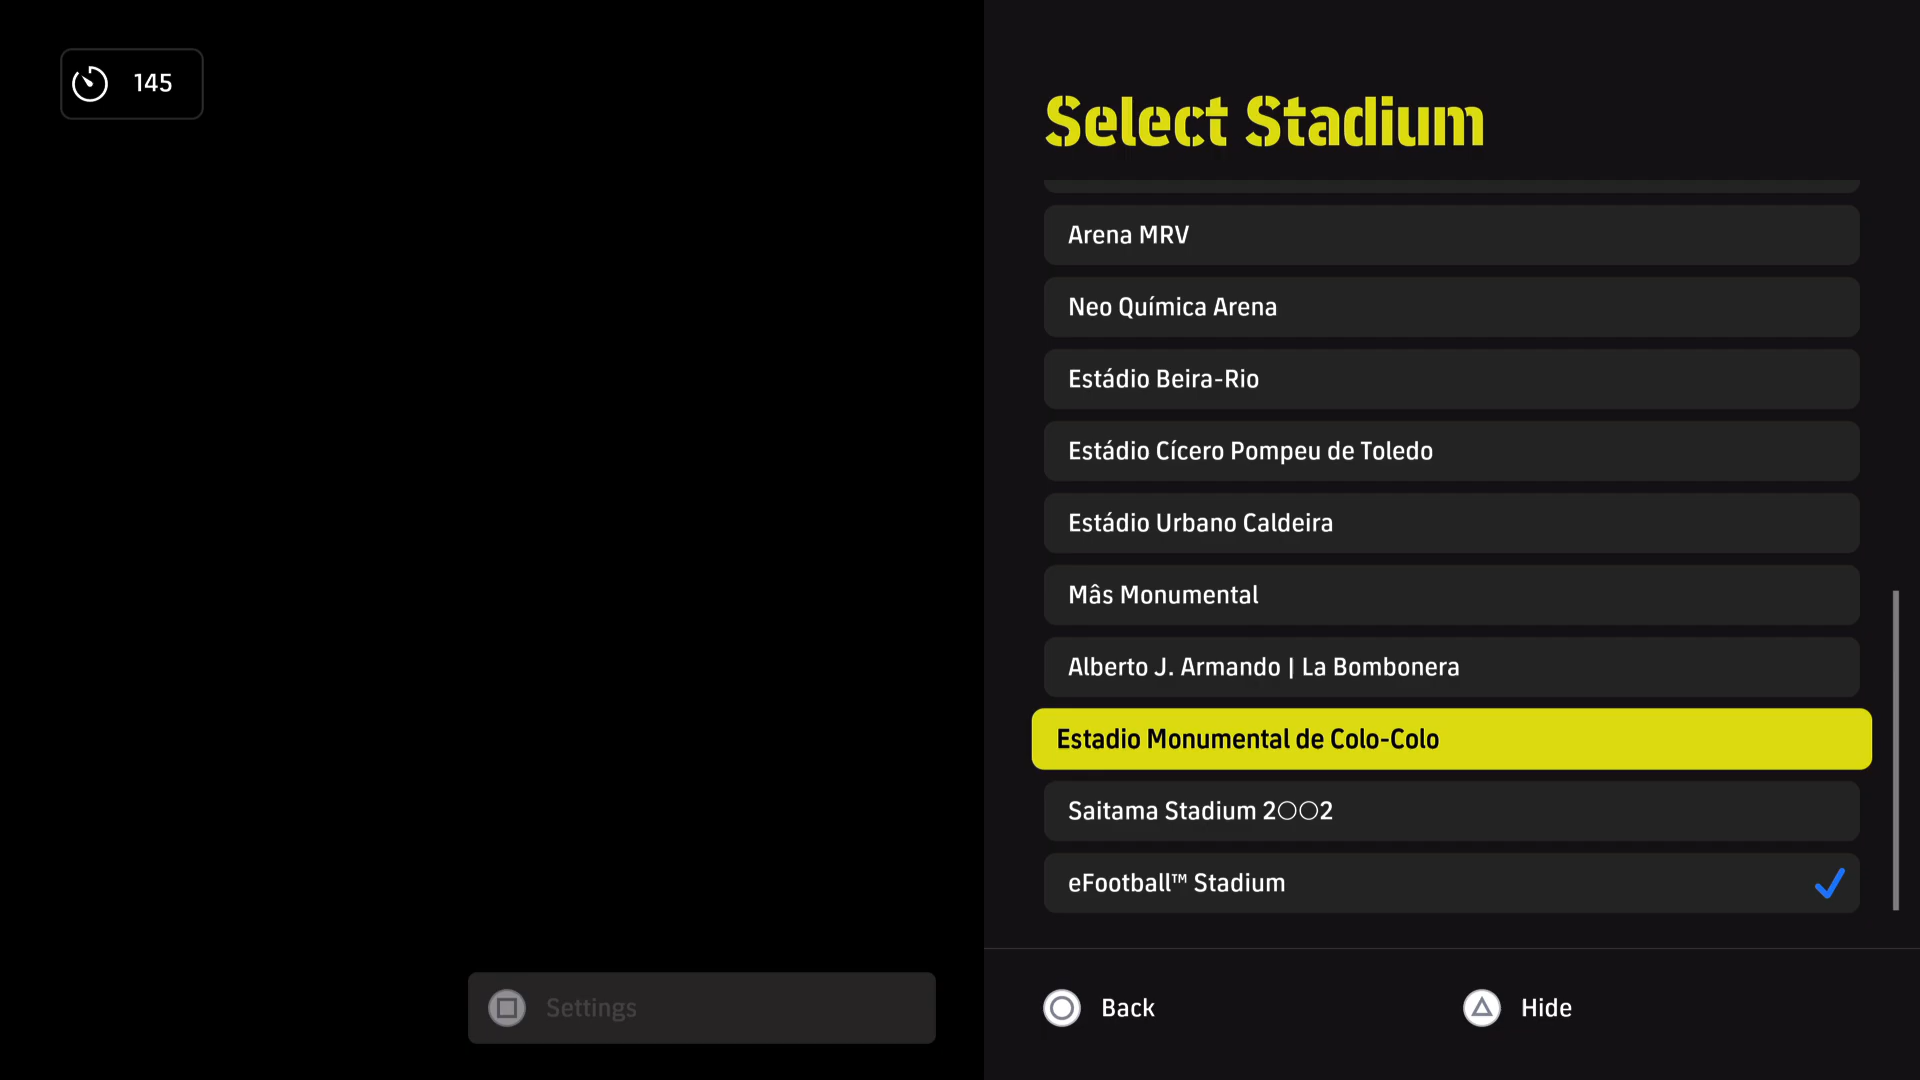 145
Select Stadium
Arena MRV
Neo Química Arena
Estádio Beira-Rio
Estádio Cícero Pompeu de Toledo
Estádio Urbano Caldeira
Mâs Monumental
Alberto J. Armando | La Bombonera
Estadio Monumental de Colo-Colo
Saitama Stadium 2○○2
eFootball™ Stadium
Settings
Back
Hide